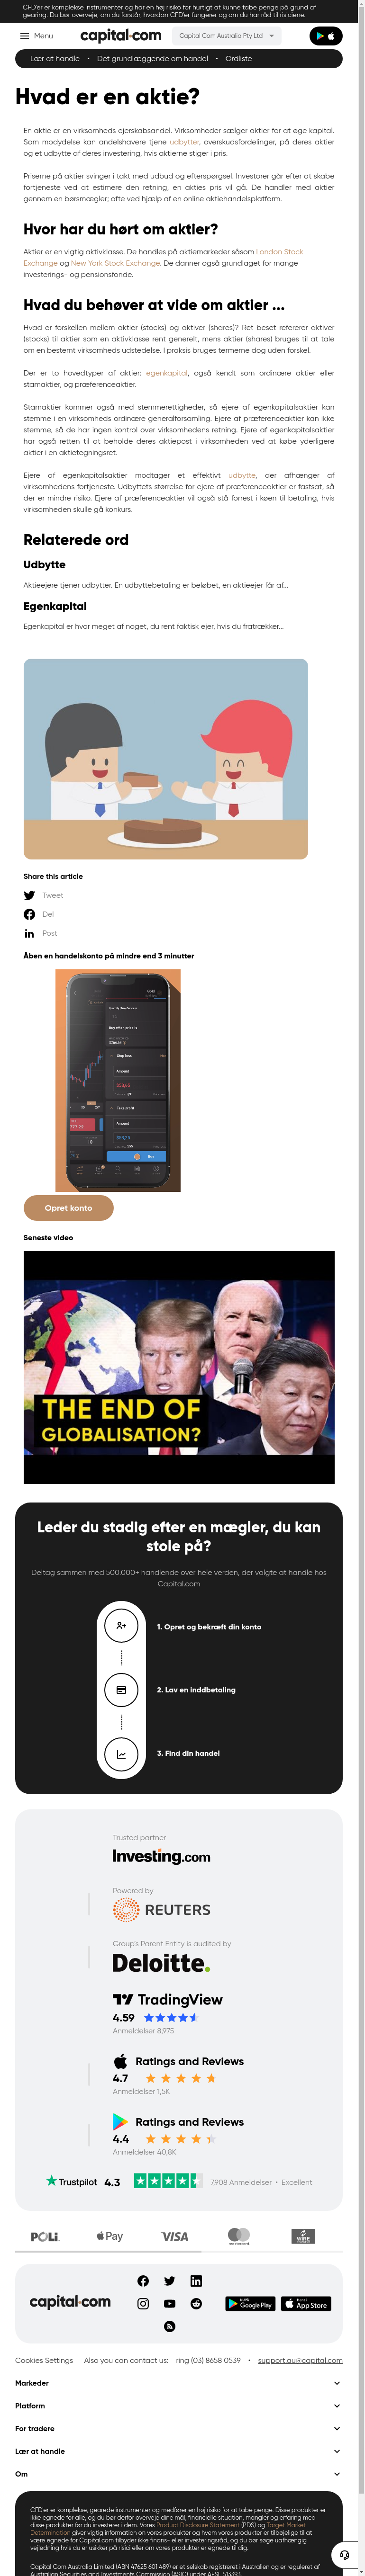 CFD'er er komplekse instrumenter og har en høj risiko for hurtigt at kunne tabe penge på grund af
gearing. Du bør overveje, om du forstår, hvordan CFD'er fungerer og om du har råd til risiciene.
Menu
capital.com
Capital Com Australia Pty Ltd
Lær at handle • Det grundlæggende om handel • Ordliste
Hvad er en aktie?
En aktie er en virksomheds ejerskabsandel. Virksomheder sælger aktier for at øge kapital.
Som modydelse kan andelshavere tjene udbytter, overskudsfordelinger, på deres aktier
og et udbytte af deres investering, hvis aktierne stiger i pris.
Priserne på aktier svinger i takt med udbud og efterspørgsel. Investorer går efter at skabe
fortjeneste ved at estimere den retning, en akties pris vil gå. De handler med aktier
gennem en børsmægler; ofte ved hjælp af en online aktiehandelsplatform.
Hvor har du hørt om aktler?
Aktier er en vigtig aktivklasse. De handles på aktiemarkeder såsom London Stock
Exchange og New York Stock Exchange. De danner også grundlaget for mange
investerings- og pensionsfonde.
Hvad du behøver at vide om aktier ...
Hvad er forskellen mellem aktier (stocks) og aktiver (shares)? Ret beset refererer aktiver
(stocks) til aktier som en aktivklasse rent generelt, mens aktier (shares) bruges til at tale
om en bestemt virksomheds udstedelse. I praksis bruges termerne dog uden forskel.
Der er to hovedtyper af aktier: egenkapital, også kendt som ordinære aktier eller
stamaktier, og præferenceaktier.
Stamaktier kommer også med stemmerettigheder, så ejere af egenkapitalsaktier kan
stemme i en virksomheds ordinære generalforsamling. Ejere af præferenceaktier kan ikke
stemme, så de har ingen kontrol over virksomhedens retning. Ejere af egenkapitalsaktier
har også retten til at beholde deres aktiepost i virksomheden ved at købe yderligere
aktier i en aktietegningsret.
Ejere af egenkapitalsaktier modtager et effektivt udbytte, der afhænger af
virksomhedens fortjeneste. Udbyttets størrelse for ejere af præferenceaktier er fastsat, så
der er mindre risiko. Ejere af præferenceaktier vil også stå forrest i køen til betaling, hvis
virksomheden skulle gå konkurs.
Relaterede ord
Udbytte
Aktieejere tjener udbytter. En udbyttebetaling er beløbet, en aktieejer får af...
Egenkapital
Egenkapital er hvor meget af noget, du rent faktisk ejer, hvis du fratrækker...
Share this article
Tweet
Del
Post
Åben en handelskonto på mindre end 3 minutter
Buy when price is
Stop loss
Amount
Take profit
Amount
Buy
Opret konto
Seneste video
THE END OF
GLOBALISATION?
Leder du stadig efter en mægler, du kan
stole på?
Deltag sammen med 500.000+ handlende over hele verden, der valgte at handle hos
Capital.com
1. Opret og bekræft din konto
2. Lav en inddbetaling
3. Find din handel
Trusted partner
Investing.com
Powered by
REUTERS
Group's Parent Entity is audited by
Deloitte.
TradingView
4.59
Anmeldelser 8,975
Ratings and Reviews
4.7
Anmeldelser 1,5K
Ratings and Reviews
4.4
Anmeldelser 40,8K
Trustpilot 4.3 7,908 Anmeldelser • Excellent
POLi Pay VISA mastercard WIRE
capital.com
Google Play
App Store
Cookies Settings Also you can contact us: ring (03) 8658 0539 • support.au@capital.com
Markeder
Platform
For tradere
Lær at handle
Om
CFD'er er komplekse, gearede instrumenter og medfører en høj risiko for at tabe penge. Disse produkter er
ikke egnede for alle, og du bør derfor overveje dine mål, finansielle situation, mangler og erfaring med
disse produkter før du investerer i dem. Vores Product Disclosure Statement (PDS) og Target Market
Determination giver vigtig information on vores produkter og hvem vores produkter er tilpejlede til at
være egnede for Capital.com tilbyder ikke finans- eller investeringsråd, og du bør søge uafhængig
vejledning hvis du er usikker på risici eller om vores produkter er egnede til dig.
Capital Com Australia Limited (ABN 47 625 601 489) er et selskab registreret i Australien og er reguleret af
Australian Securities and Investments Commission (ASIC) under AFSL 513393.